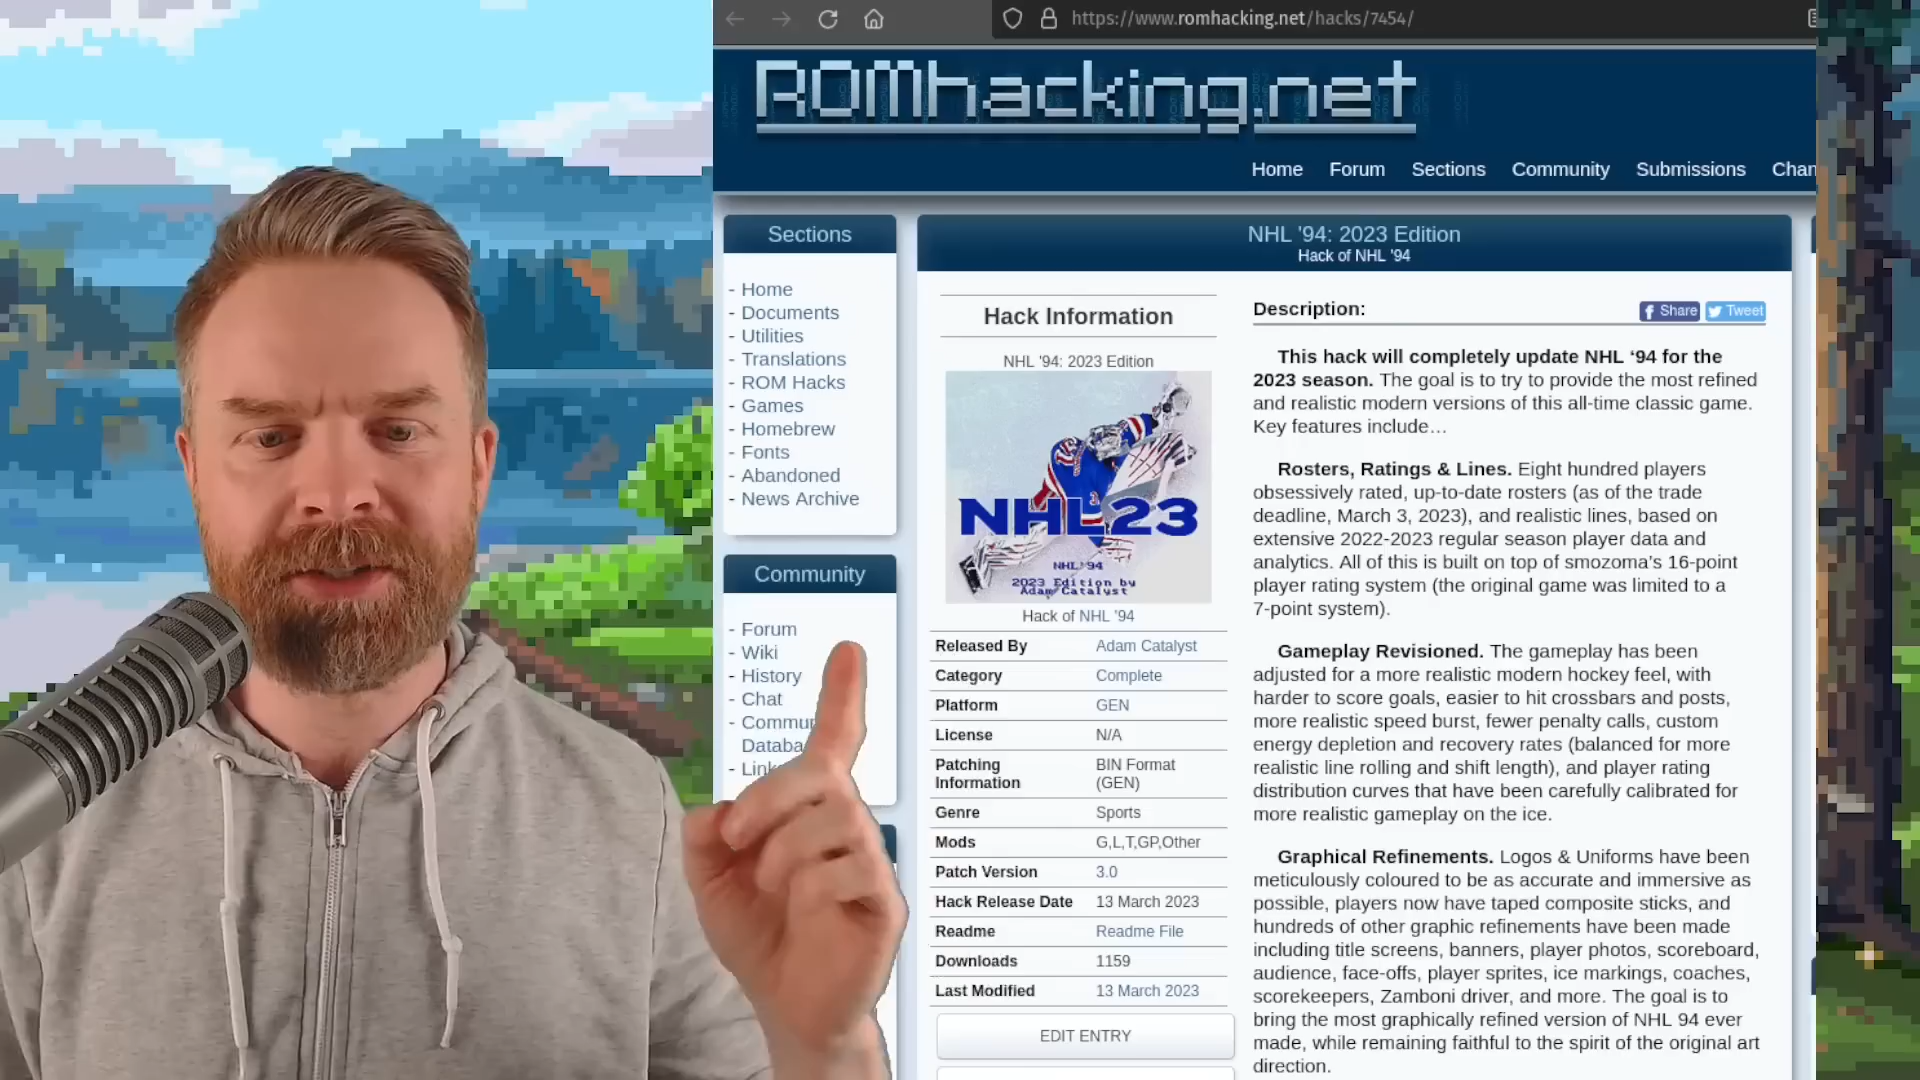 https://www.romhacking.net/hacks/7454/
ROMhacking.net
Home Forum Sections Community Submissions
Sections
- Home
- Documents
- Utilities
- Translations
- ROM Hacks
- Games
- Homebrew
- Fonts
- Abandoned
- News Archive
Community
- Forum
- Wiki
- History
- Chat
NHL '94: 2023 Edition
Hack of NHL '94
Hack Information
NHL '94: 2023 Edition
NHL23
NHL'94
2023 Edition by
Adam Catalyst
Hack of NHL '94
Released By Adam Catalyst
Category Complete
Platform GEN
License N/A
Patching Information BIN Format (GEN)
Genre Sports
Mods G,L,T,GP,Other
Patch Version 3.0
Hack Release Date 13 March 2023
Readme Readme File
Downloads 1159
Last Modified 13 March 2023
EDIT ENTRY
Description:
Share Tweet
This hack will completely update NHL ‘94 for the
2023 season. The goal is to try to provide the most refined
and realistic modern versions of this all-time classic game.
Key features include…
Rosters, Ratings & Lines. Eight hundred players
obsessively rated, up-to-date rosters (as of the trade
deadline, March 3, 2023), and realistic lines, based on
extensive 2022-2023 regular season player data and
analytics. All of this is built on top of smozoma’s 16-point
player rating system (the original game was limited to a
7-point system).
Gameplay Revisioned. The gameplay has been
adjusted for a more realistic modern hockey feel, with
harder to score goals, easier to hit crossbars and posts,
more realistic speed burst, fewer penalty calls, custom
energy depletion and recovery rates (balanced for more
realistic line rolling and shift length), and player rating
distribution curves that have been carefully calibrated for
more realistic gameplay on the ice.
Graphical Refinements. Logos & Uniforms have been
meticulously coloured to be as accurate and immersive as
possible, players now have taped composite sticks, and
hundreds of other graphic refinements have been made
including title screens, banners, player photos, scoreboard,
audience, face-offs, player sprites, ice markings, coaches,
scorekeepers, Zamboni driver, and more. The goal is to
bring the most graphically refined version of NHL 94 ever
made, while remaining faithful to the spirit of the original art
direction.